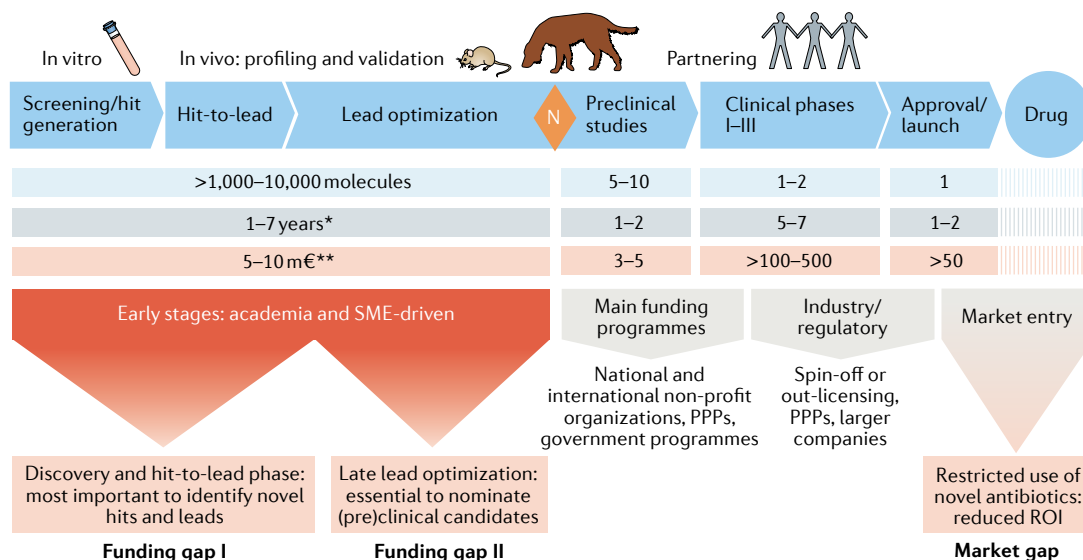 In vitro
In vivo: profiling and validation
Partnering
Screening/hit
generation
Hit-to-lead
Lead optimization
N
Preclinical
studies
Clinical phases
I–III
Approval/
launch
Drug
>1,000–10,000 molecules
5–10
1–2
1
1–7 years*
1–2
5–7
1–2
5–10 m€**
3–5
>100–500
>50
Early stages: academia and SME-driven
Main funding
programmes
Industry/
regulatory
Market entry
National and
international non-profit
organizations, PPPs,
government programmes
Spin-off or
out-licensing,
PPPs, larger
companies
Discovery and hit-to-lead phase:
most important to identify novel
hits and leads
Late lead optimization:
essential to nominate
(pre)clinical candidates
Restricted use of
novel antibiotics:
reduced ROI
Funding gap I
Funding gap II
Market gap